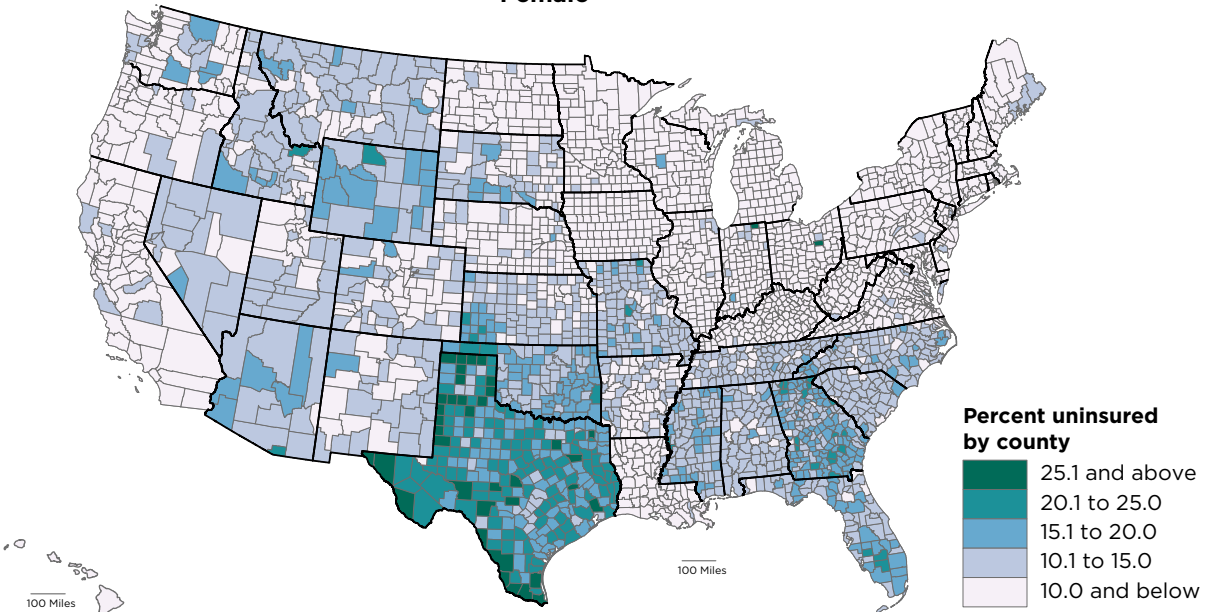 Female
Percent uninsured
by county
25.1 and above
20.1 to 25.0
15.1 to 20.0
10.1 to 15.0
10.0 and below
100 Miles
100 Miles